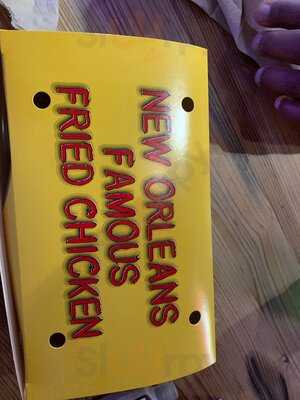 NEW ORLEANS
FAMOUS
FRIED CHICKEN